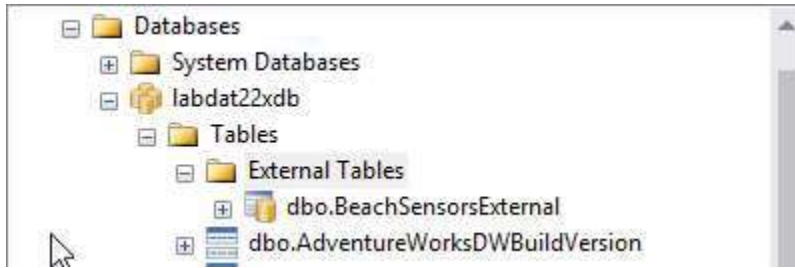 Databases
System Databases
labdat22xdb
Tables
External Tables
dbo.BeachSensorsExternal
dbo.AdventureWorksDWBuildVersion